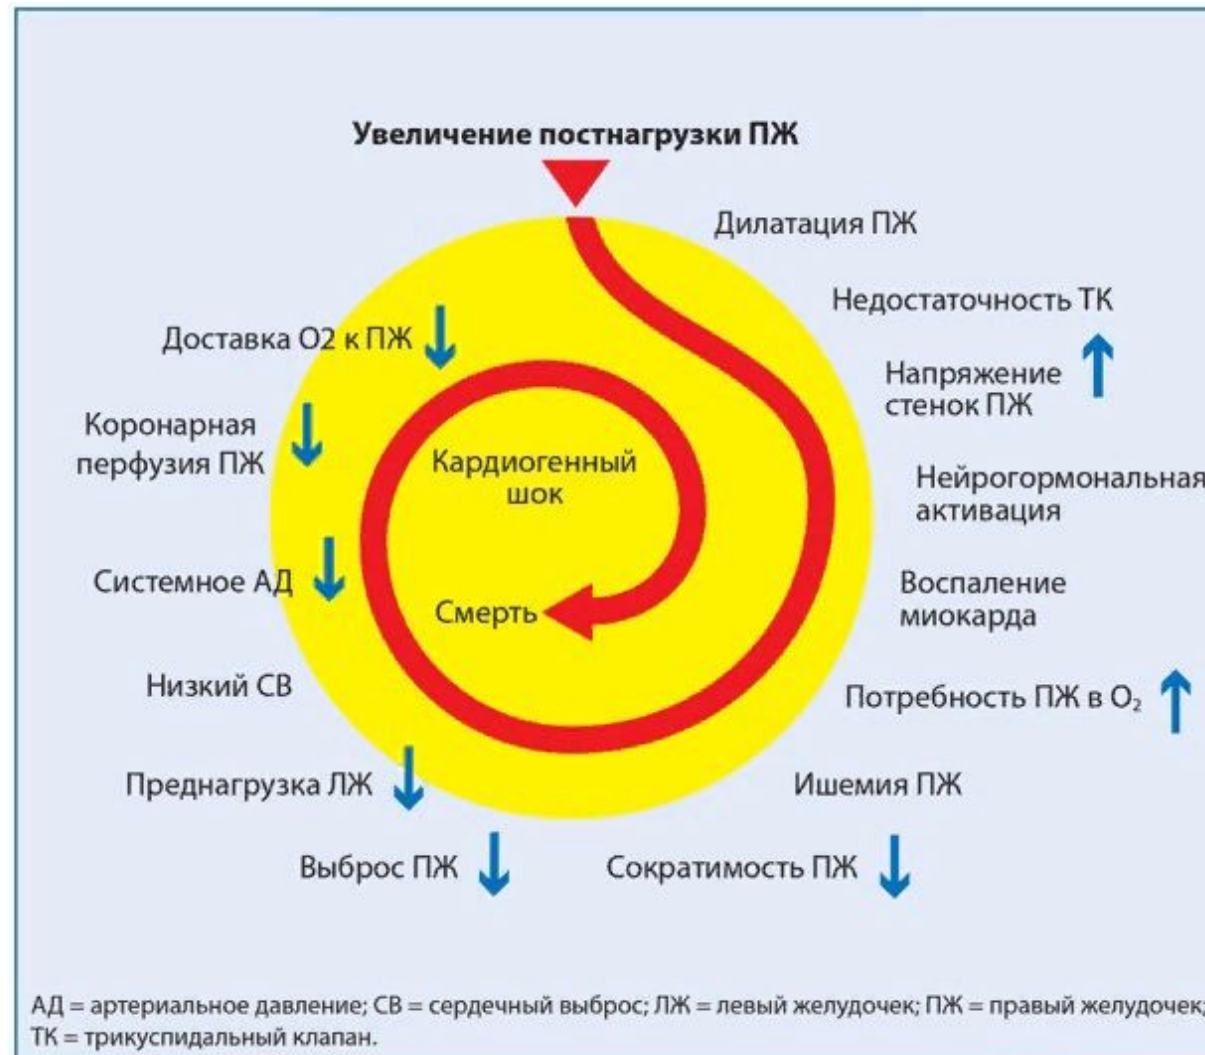 Увеличение постнагрузки ПЖ
Дилатация ПЖ
Недостаточность ТК
Напряжение
стенок ПЖ
Нейрогормональная
активация
Воспаление
миокарда
Потребность ПЖ в O₂
Ишемия ПЖ
Сократимость ПЖ
Выброс ПЖ
Преднагрузка ЛЖ
Низкий СВ
Системное АД
Коронарная
перфузия ПЖ
Доставка О2 к ПЖ
Кардиогенный
шок
Смерть
АД = артериальное давление; СВ = сердечный выброс; ЛЖ = левый желудочек; ПЖ = правый желудочек;
ТК = трикуспидальный клапан.